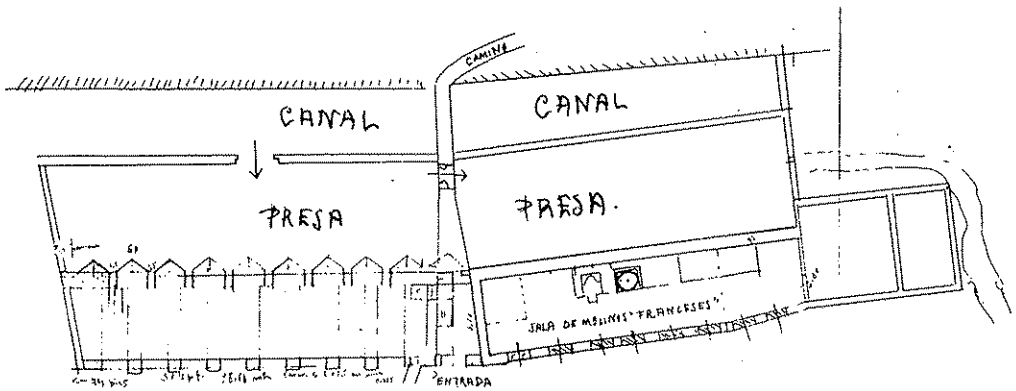 CAMINO
CANAL
CANAL
PRESA
PRESA.
SALA DE MOLINOS "FRANCESES"
ENTRADA